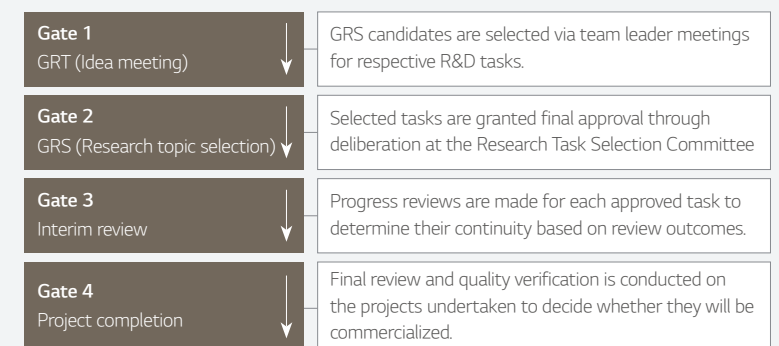 Gate 1
GRT (Idea meeting)
GRS candidates are selected via team leader meetings
for respective R&D tasks.
Gate 2
GRS (Research topic selection)
Selected tasks are granted final approval through
deliberation at the Research Task Selection Committee
Gate 3
Interim review
Progress reviews are made for each approved task to
determine their continuity based on review outcomes.
Gate 4
Project completion
Final review and quality verification is conducted on
the projects undertaken to decide whether they will be
commercialized.